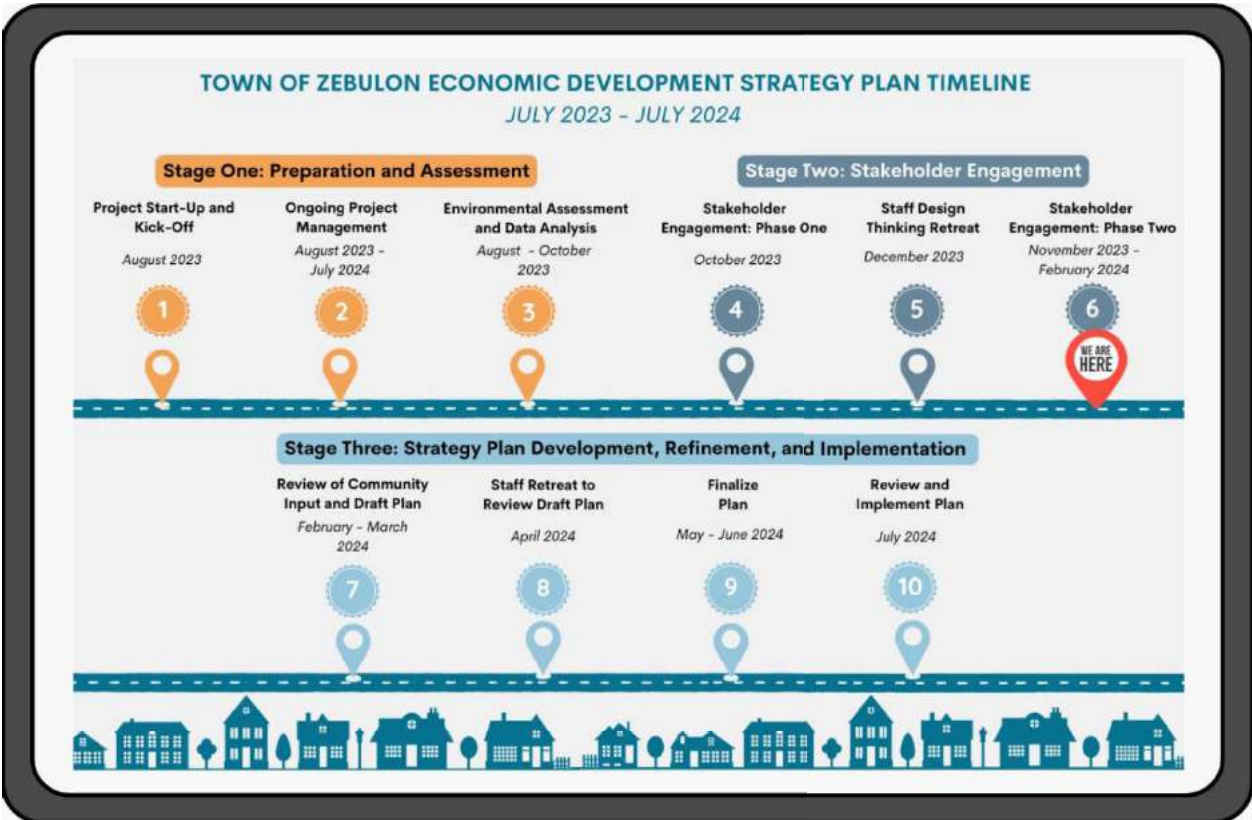 TOWN OF ZEBULON ECONOMIC DEVELOPMENT STRATEGY PLAN TIMELINE
JULY 2023 - JULY 2024
Stage One: Preparation and Assessment
Project Start-Up and
Kick-Off
August 2023
1
Ongoing Project
Management
August 2023 -
July 2024
2
Environmental Assessment
and Data Analysis
August - October
2023
3
Stage Two: Stakeholder Engagement
Stakeholder
Engagement: Phase One
October 2023
4
Staff Design
Thinking Retreat
December 2023
5
Stakeholder
Engagement: Phase Two
November 2023 -
February 2024
6
WE ARE
HERE
Stage Three: Strategy Plan Development, Refinement, and Implementation
Review of Community
Input and Draft Plan
February - March
2024
7
Staff Retreat to
Review Draft Plan
April 2024
8
Finalize
Plan
May - June 2024
9
Review and
Implement Plan
July 2024
10